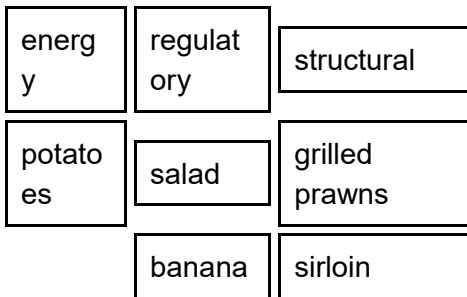 energ
y
regulat
ory
structural
potato
es
salad
grilled
prawns
banana
sirloin